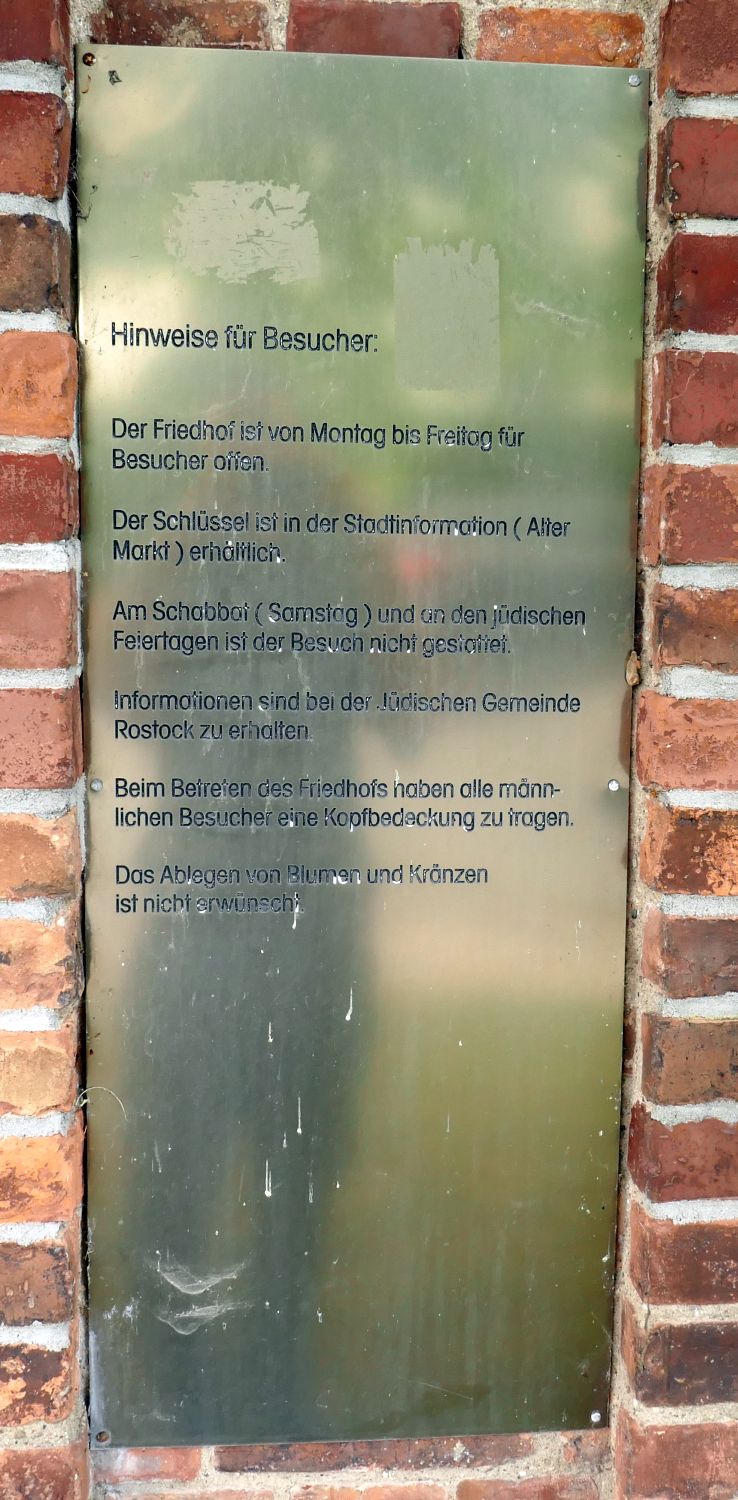 Hinweise für Besucher:
Der Friedhof ist von Montag bis Freitag für
Besucher offen.
Der Schlüssel ist in der Stadtinformation ( Alter
Markt ) erhältlich.
Am Schabbat ( Samstag ) und an den jüdischen
Feiertagen ist der Besuch nicht gestattet.
Informationen sind bei der Jüdischen Gemeinde
Rostock zu erhalten.
Beim Betreten des Friedhofs haben alle männ-
lichen Besucher eine Kopfbedeckung zu tragen.
Das Ablegen von Blumen und Kränzen
ist nicht erwünscht.